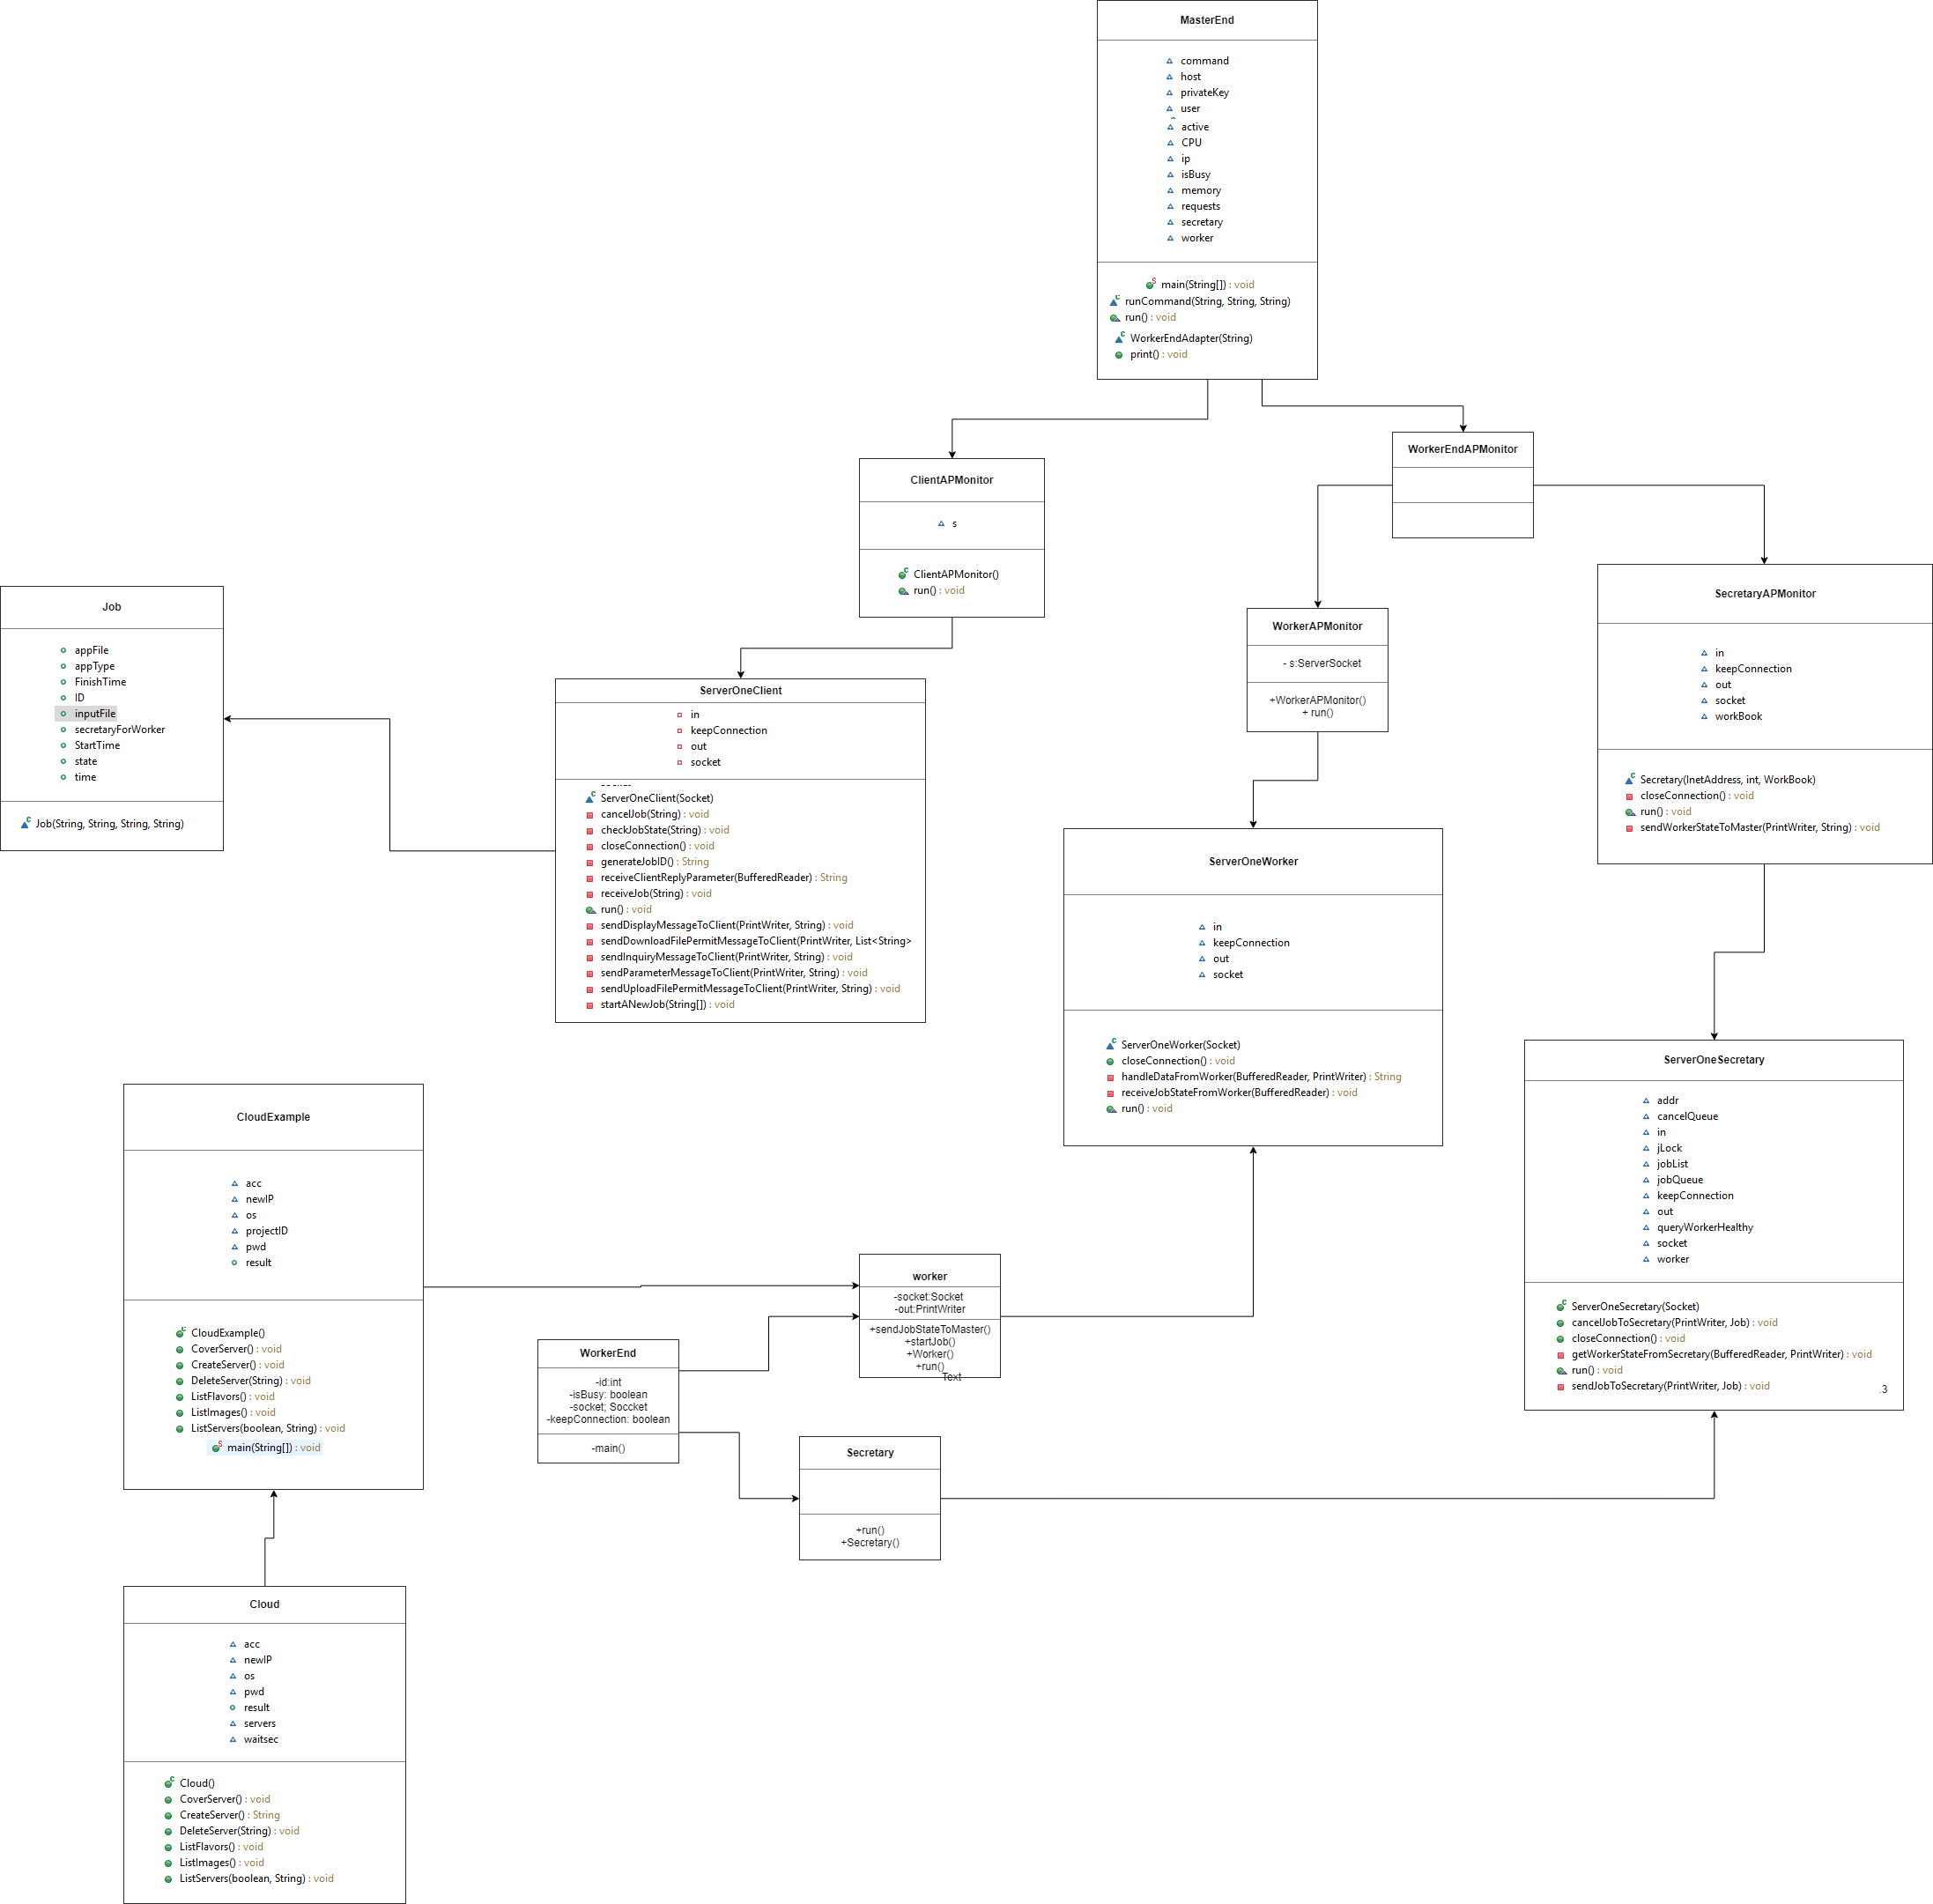 MasterEnd
command
host
privateKey
user
active
CPU
ip
isBusy
memory
requests
secretary
worker
main(String[]) : void
runCommand(String, String, String)
run() : void
WorkerEndAdapter(String)
print() : void
WorkerEndAPMonitor
ClientAPMonitor
s
ClientAPMonitor()
run() : void
SecretaryAPMonitor
in
keepConnection
out
socket
workBook
Secretary(InetAddress, int, WorkBook)
closeConnection() : void
run() : void
sendWorkerStateToMaster(PrintWriter, String) : void
Job
appFile
appType
FinishTime
ID
inputFile
secretaryForWorker
StartTime
state
time
Job(String, String, String, String)
WorkerAPMonitor
- s:ServerSocket
+WorkerAPMonitor()
+ run()
ServerOneClient
in
keepConnection
out
socket
ServerOneClient(Socket)
cancelJob(String) : void
checkJobState(String) : void
closeConnection() : void
generateJobID() : String
receiveClientReplyParameter(BufferedReader) : String
receiveJob(String) : void
run() : void
sendDisplayMessageToClient(PrintWriter, String) : void
sendDownloadFilePermitMessageToClient(PrintWriter, List<String>
sendInquiryMessageToClient(PrintWriter, String) : void
sendParameterMessageToClient(PrintWriter, String) : void
sendUploadFilePermitMessageToClient(PrintWriter, String) : void
startANewJob(String[]) : void
ServerOneWorker
in
keepConnection
out
socket
ServerOneWorker(Socket)
closeConnection() : void
handleDataFromWorker(BufferedReader, PrintWriter) : String
receiveJobStateFromWorker(BufferedReader) : void
run() : void
ServerOneSecretary
addr
cancelQueue
in
jLock
jobList
jobQueue
keepConnection
out
queryWorkerHealthy
socket
worker
ServerOneSecretary(Socket)
cancelJobToSecretary(PrintWriter, Job) : void
closeConnection() : void
getWorkerStateFromSecretary(BufferedReader, PrintWriter) : void
run() : void
sendJobToSecretary(PrintWriter, Job) : void
.3
CloudExample
acc
newIP
os
projectID
pwd
result
CloudExample()
CoverServer() : void
CreateServer() : void
DeleteServer(String) : void
ListFlavors() : void
ListImages() : void
ListServers(boolean, String) : void
main(String[]) : void
worker
-socket:Socket
-out:PrintWriter
+sendJobStateToMaster()
+startJob()
+Worker()
+run()
Text
WorkerEnd
-id:int
-isBusy: boolean
-socket; Soccket
-keepConnection: boolean
-main()
Secretary
+run()
+Secretary()
Cloud
acc
newIP
os
pwd
result
servers
waitsec
Cloud()
CoverServer() : void
CreateServer() : String
DeleteServer(String) : void
ListFlavors() : void
ListImages() : void
ListServers(boolean, String) : void